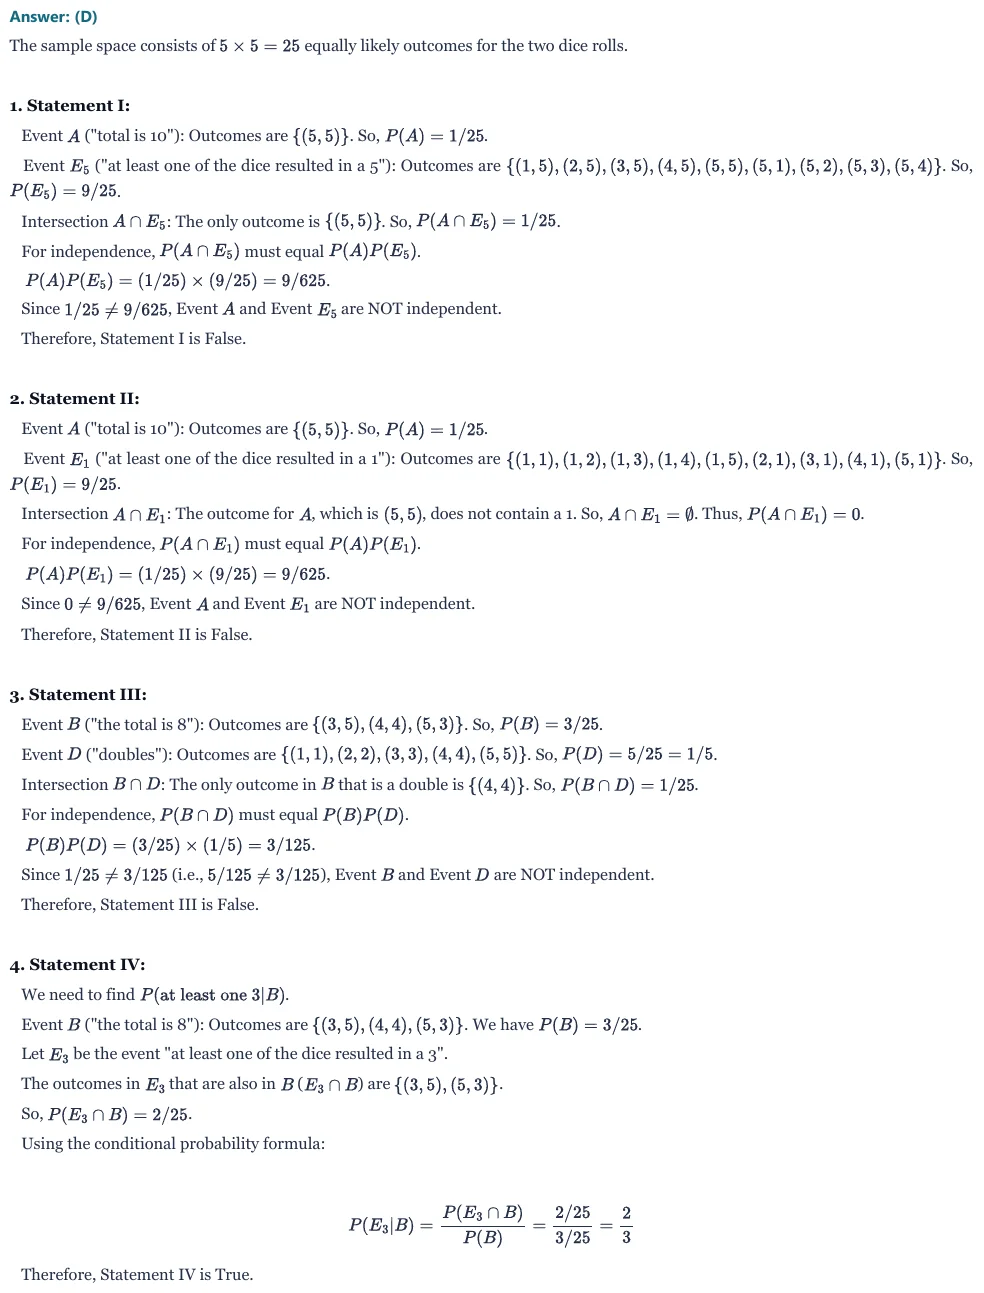 Answer: (D)
The sample space consists of 5 × 5 = 25 equally likely outcomes for the two dice rolls.
1. Statement I:
Event A ("total is 10"): Outcomes are {(5, 5)}. So, P(A) = 1/25.
Event E₅ ("at least one of the dice resulted in a 5"): Outcomes are {(1, 5), (2, 5), (3, 5), (4, 5), (5, 5), (5, 1), (5, 2), (5, 3), (5, 4)}. So,
P(E₅) = 9/25.
Intersection A ∩ E₅: The only outcome is {(5, 5)}. So, P(A ∩ E₅) = 1/25.
For independence, P(A ∩ E₅) must equal P(A)P(E₅).
P(A)P(E₅) = (1/25) × (9/25) = 9/625.
Since 1/25 ≠ 9/625, Event A and Event E₅ are NOT independent.
Therefore, Statement I is False.
2. Statement II:
Event A ("total is 10"): Outcomes are {(5, 5)}. So, P(A) = 1/25.
Event E₁ ("at least one of the dice resulted in a 1"): Outcomes are {(1, 1), (1, 2), (1, 3), (1, 4), (1, 5), (2, 1), (3, 1), (4, 1), (5, 1)}. So,
P(E₁) = 9/25.
Intersection A ∩ E₁: The outcome for A, which is (5, 5), does not contain a 1. So, A ∩ E₁ = ∅. Thus, P(A ∩ E₁) = 0.
For independence, P(A ∩ E₁) must equal P(A)P(E₁).
P(A)P(E₁) = (1/25) × (9/25) = 9/625.
Since 0 ≠ 9/625, Event A and Event E₁ are NOT independent.
Therefore, Statement II is False.
3. Statement III:
Event B ("the total is 8"): Outcomes are {(3, 5), (4, 4), (5, 3)}. So, P(B) = 3/25.
Event D ("doubles"): Outcomes are {(1, 1), (2, 2), (3, 3), (4, 4), (5, 5)}. So, P(D) = 5/25 = 1/5.
Intersection B ∩ D: The only outcome in B that is a double is {(4, 4)}. So, P(B ∩ D) = 1/25.
For independence, P(B ∩ D) must equal P(B)P(D).
P(B)P(D) = (3/25) × (1/5) = 3/125.
Since 1/25 ≠ 3/125 (i.e., 5/125 ≠ 3/125), Event B and Event D are NOT independent.
Therefore, Statement III is False.
4. Statement IV:
We need to find P(at least one 3|B).
Event B ("the total is 8"): Outcomes are {(3, 5), (4, 4), (5, 3)}. We have P(B) = 3/25.
Let E₃ be the event "at least one of the dice resulted in a 3".
The outcomes in E₃ that are also in B (E₃ ∩ B) are {(3, 5), (5, 3)}.
So, P(E₃ ∩ B) = 2/25.
Using the conditional probability formula:
P(E₃|B) = P(E₃ ∩ B) / P(B) = 2/25 / 3/25 = 2/3
Therefore, Statement IV is True.